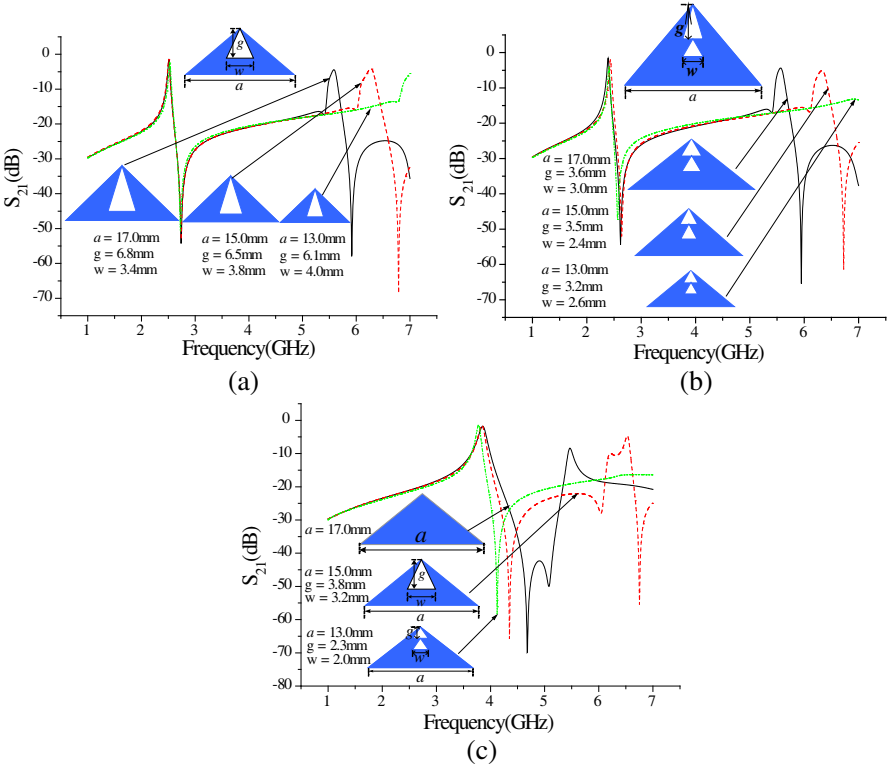 g
w
a
0
-10
-20
-30
-40
-50
-60
-70
S21(dB)
a = 17.0mm
g = 6.8mm
w = 3.4mm
a = 15.0mm
g = 6.5mm
w = 3.8mm
a = 13.0mm
g = 6.1mm
w = 4.0mm
1 2 3 4 5 6 7
Frequency(GHz)
(a)
g
w
a
0
-10
-20
-30
-40
-50
-60
-70
S21(dB)
a = 17.0mm
g = 3.6mm
w = 3.0mm
a = 15.0mm
g = 3.5mm
w = 2.4mm
a = 13.0mm
g = 3.2mm
w = 2.6mm
1 2 3 4 5 6 7
Frequency(GHz)
(b)
0
-10
-20
-30
-40
-50
-60
-70
-80
S21(dB)
a = 17.0mm
a
a = 15.0mm
g = 3.8mm
w = 3.2mm
g
w
a
a = 13.0mm
g = 2.3mm
w = 2.0mm
g
w
a
1 2 3 4 5 6 7
Frequency(GHz)
(c)